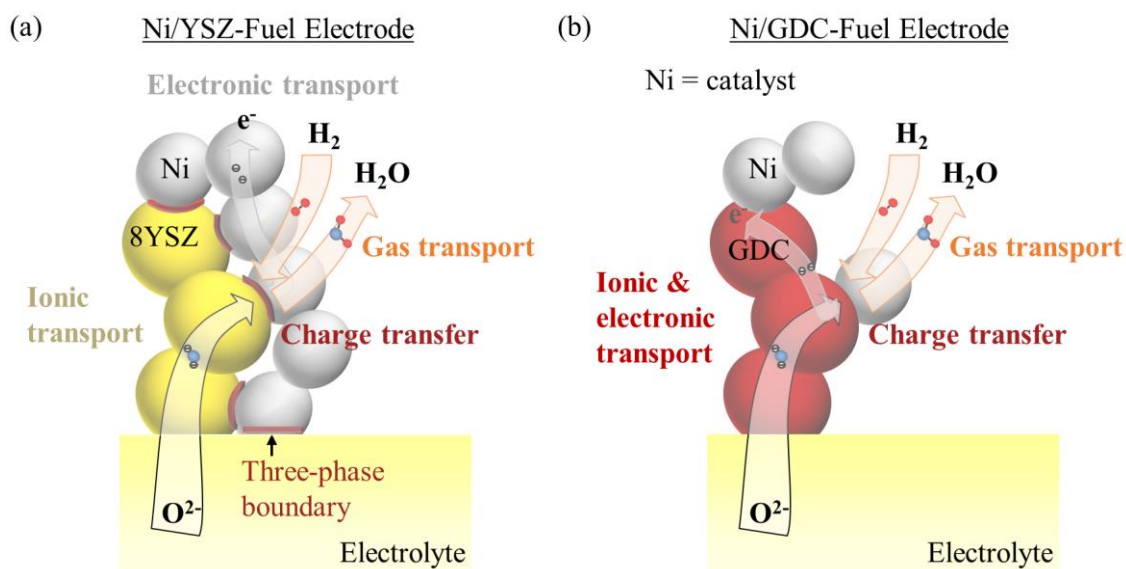 (a)
Ni/YSZ-Fuel Electrode
Electronic transport
e⁻
H₂
H₂O
Ni
8YSZ
Gas transport
Ionic
transport
Charge transfer
Three-phase
boundary
O²⁻
Electrolyte
(b)
Ni/GDC-Fuel Electrode
Ni = catalyst
H₂
H₂O
Ni
e⁻
GDC
Gas transport
Ionic &
electronic
transport
Charge transfer
O²⁻
Electrolyte